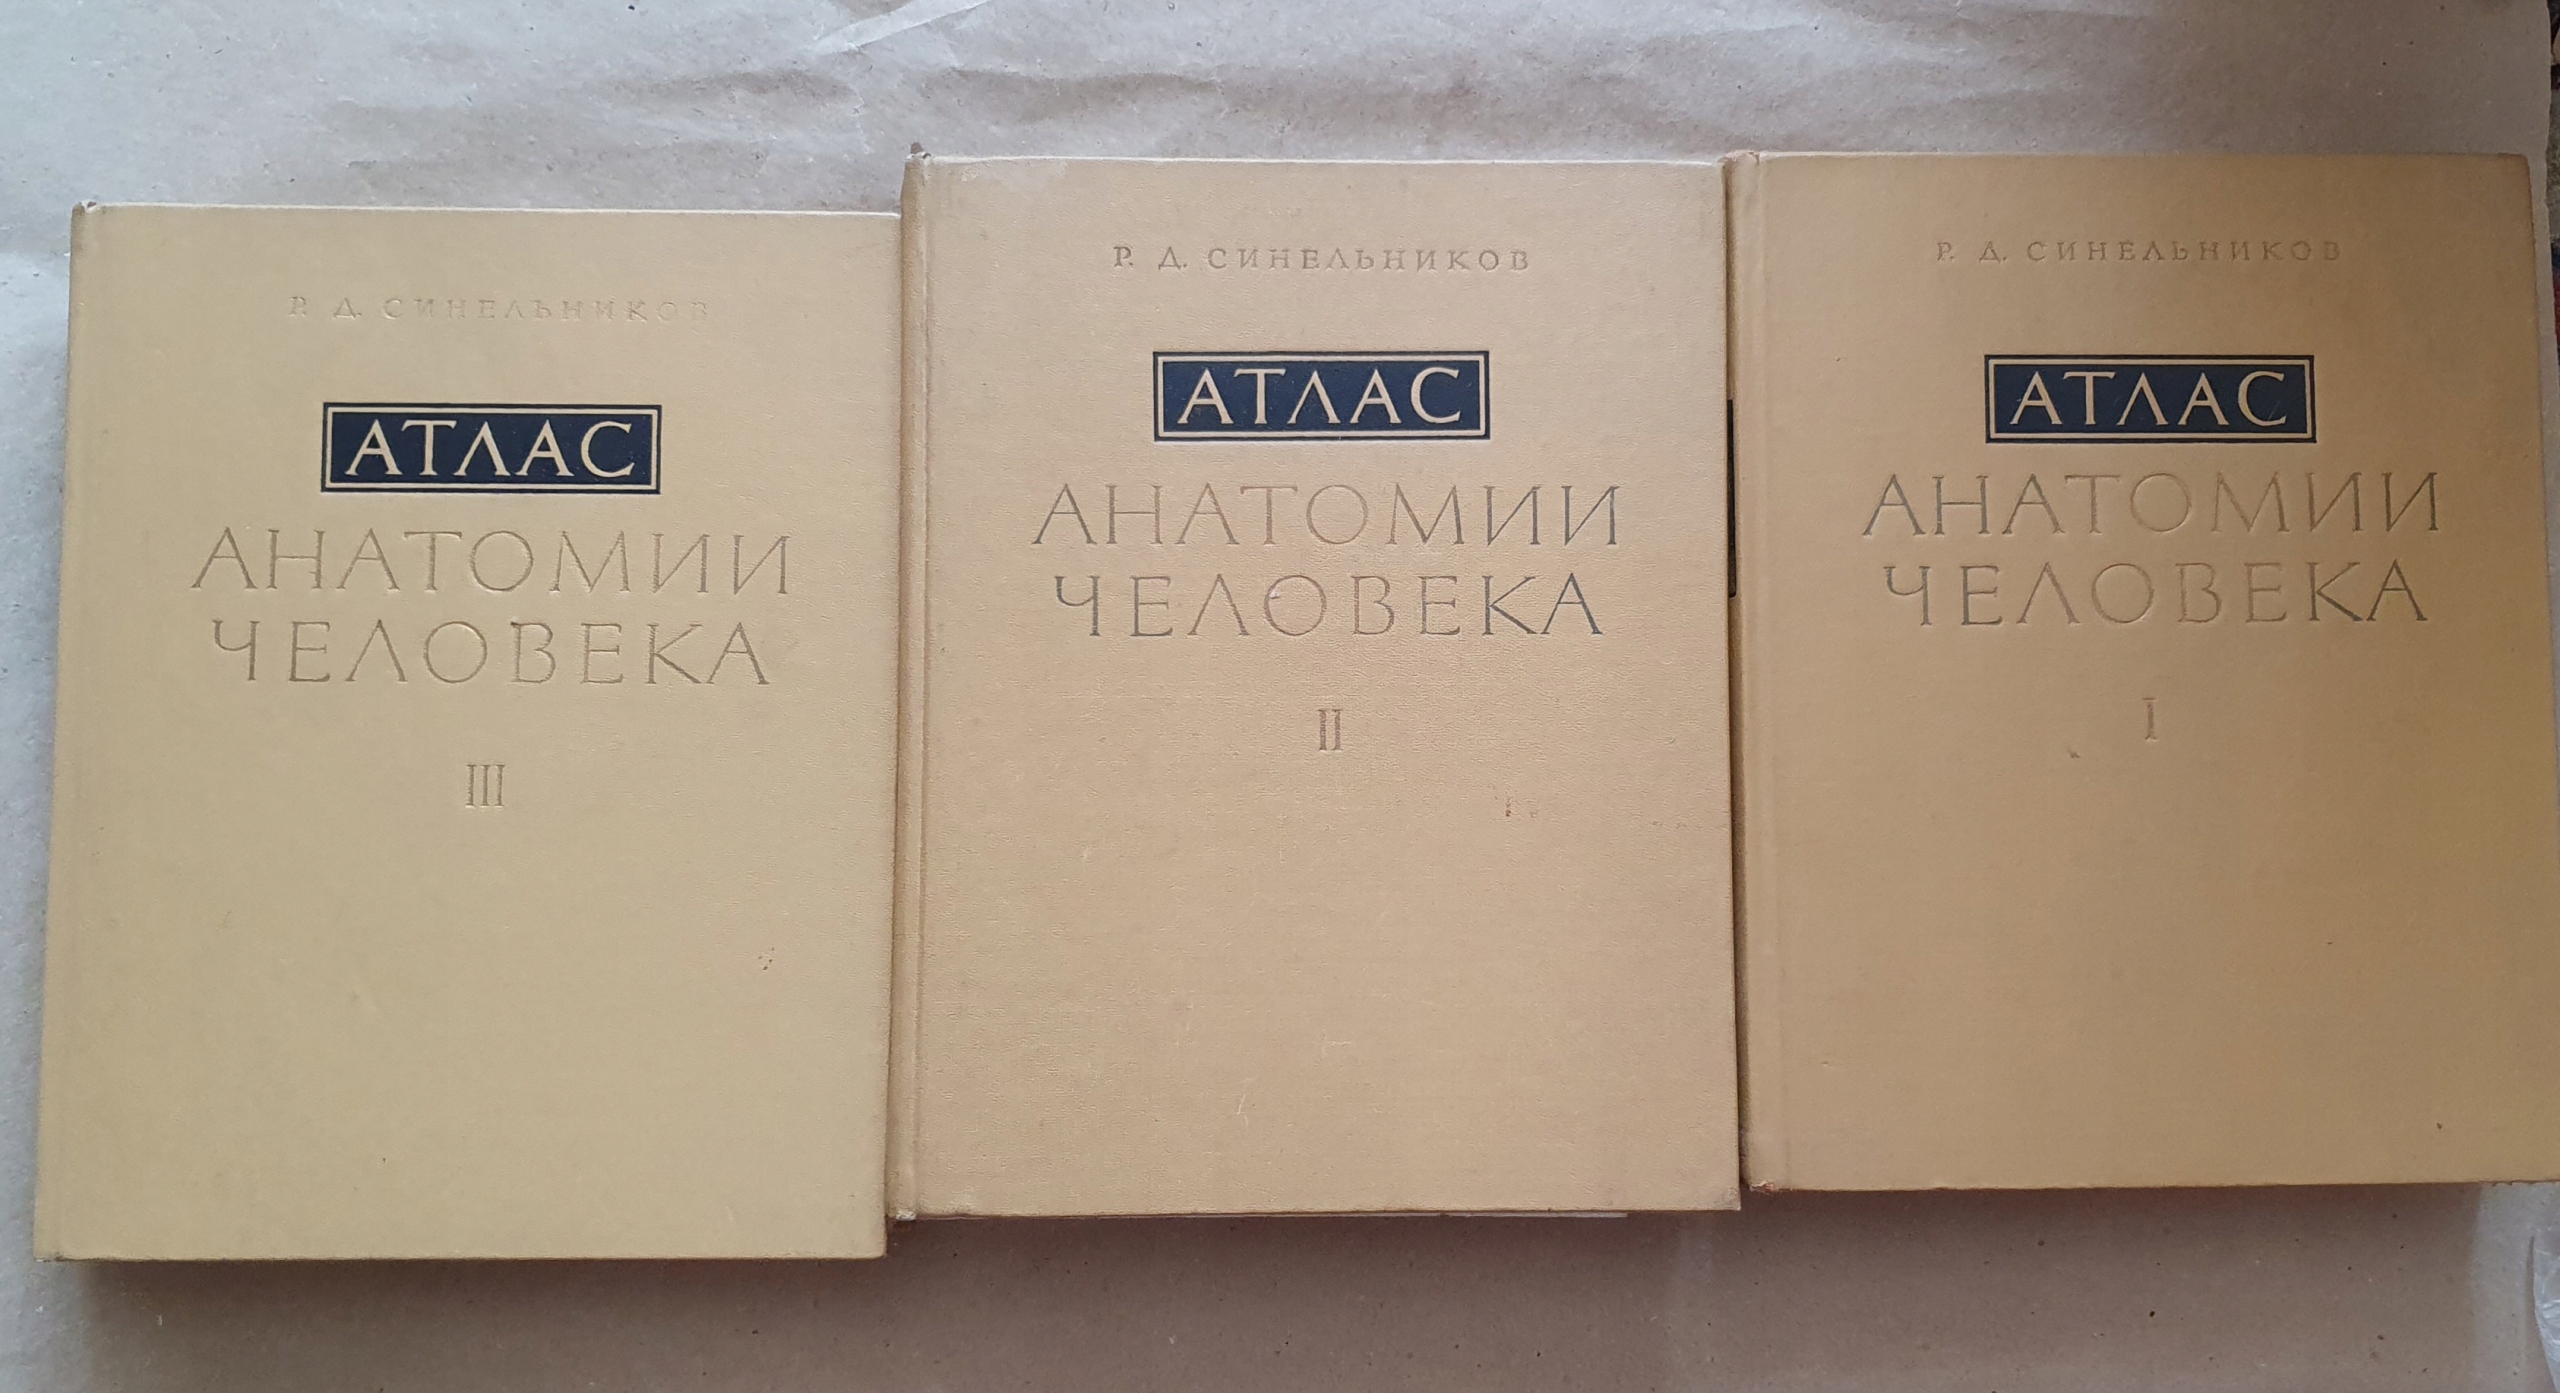 Р. Д. СИНЕЛЬНИКОВ
АТЛАС
АНАТОМИИ
ЧЕЛОВЕКА
III
Р. Д. СИНЕЛЬНИКОВ
АТЛАС
АНАТОМИИ
ЧЕЛОВЕКА
II
Р. Д. СИНЕЛЬНИКОВ
АТЛАС
АНАТОМИИ
ЧЕЛОВЕКА
I